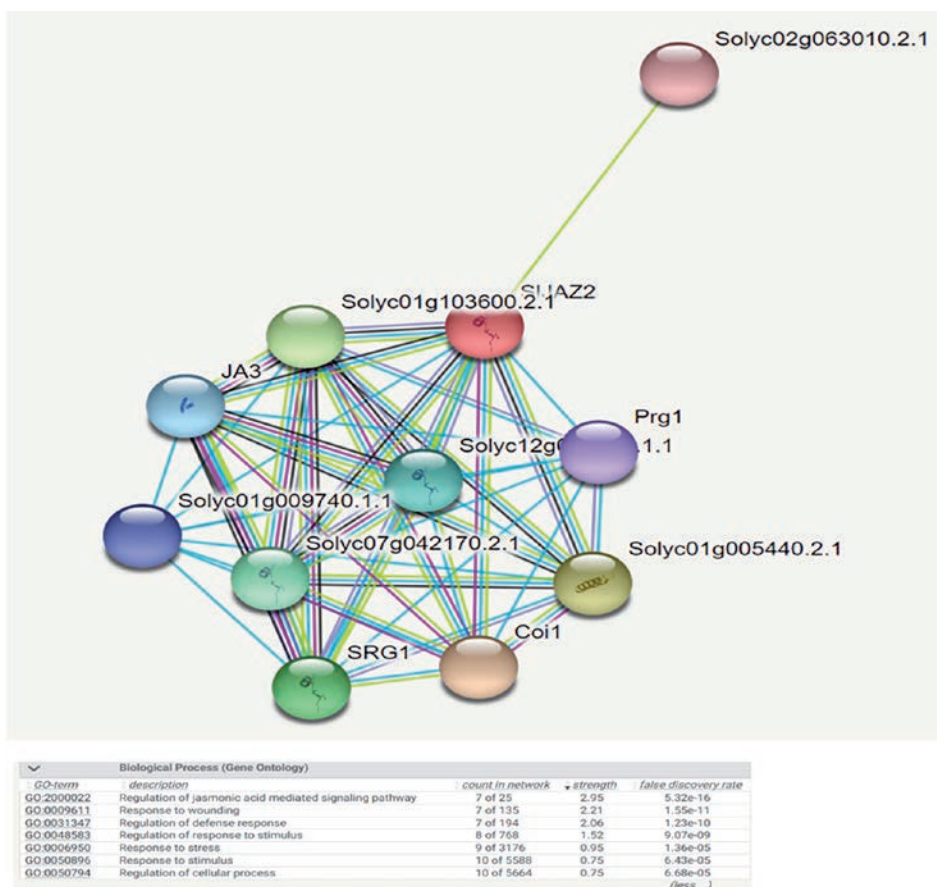 Solyc02g063010.2.1
Solyc01g103600.2.1
JA3
Prg1
Solyc01g009740.1.1
Solyc07g042170.2.1
Solyc01g005440.2.1
Coi1
SRG1
Biological Process (Gene Ontology)
GO-term description count in network strength false discovery rate
GO:2000022 Regulation of jasmonic acid mediated signaling pathway 7 of 25 2.95 5.32e-16
GO:0009611 Response to wounding 7 of 135 2.21 1.55e-11
GO:0031347 Regulation of defense response 7 of 194 2.06 1.23e-10
GO:0048583 Regulation of response to stimulus 8 of 768 1.52 9.07e-09
GO:0006950 Response to stress 9 of 3176 0.95 1.36e-05
GO:0050896 Response to stimulus 10 of 5588 0.75 6.43e-05
GO:0050794 Regulation of cellular process 10 of 5664 0.75 6.68e-05
(less ...)